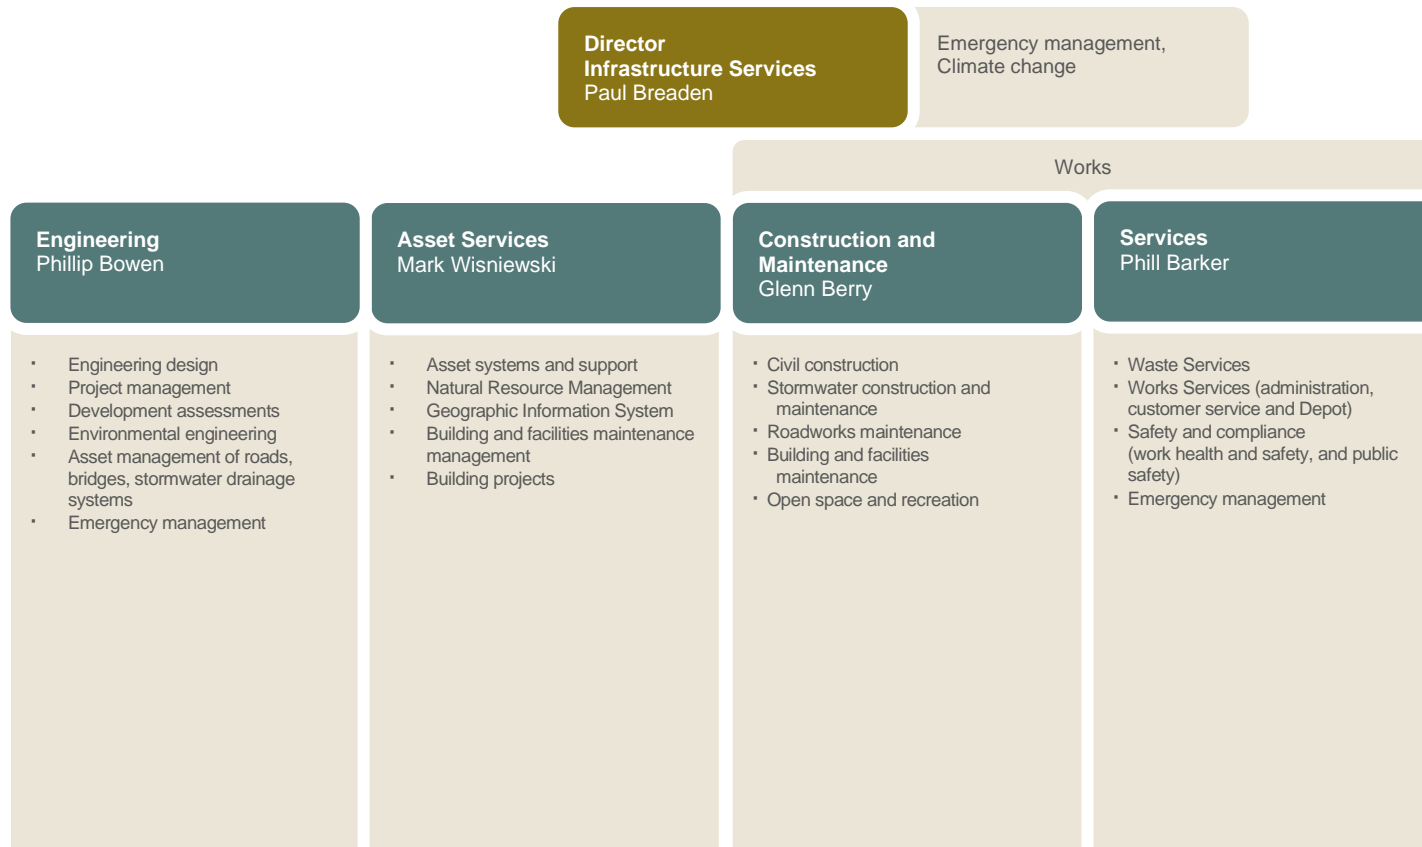 Director
Infrastructure Services
Paul Breaden
Emergency management,
Climate change
Works
Engineering
Phillip Bowen
Asset Services
Mark Wisniewski
Construction and
Maintenance
Glenn Berry
Services
Phill Barker
· Engineering design
· Project management
· Development assessments
· Environmental engineering
· Asset management of roads,
bridges, stormwater drainage
systems
· Emergency management
· Asset systems and support
· Natural Resource Management
· Geographic Information System
· Building and facilities maintenance
management
· Building projects
· Civil construction
· Stormwater construction and
maintenance
· Roadworks maintenance
· Building and facilities
maintenance
· Open space and recreation
· Waste Services
· Works Services (administration,
customer service and Depot)
· Safety and compliance
(work health and safety, and public
safety)
· Emergency management